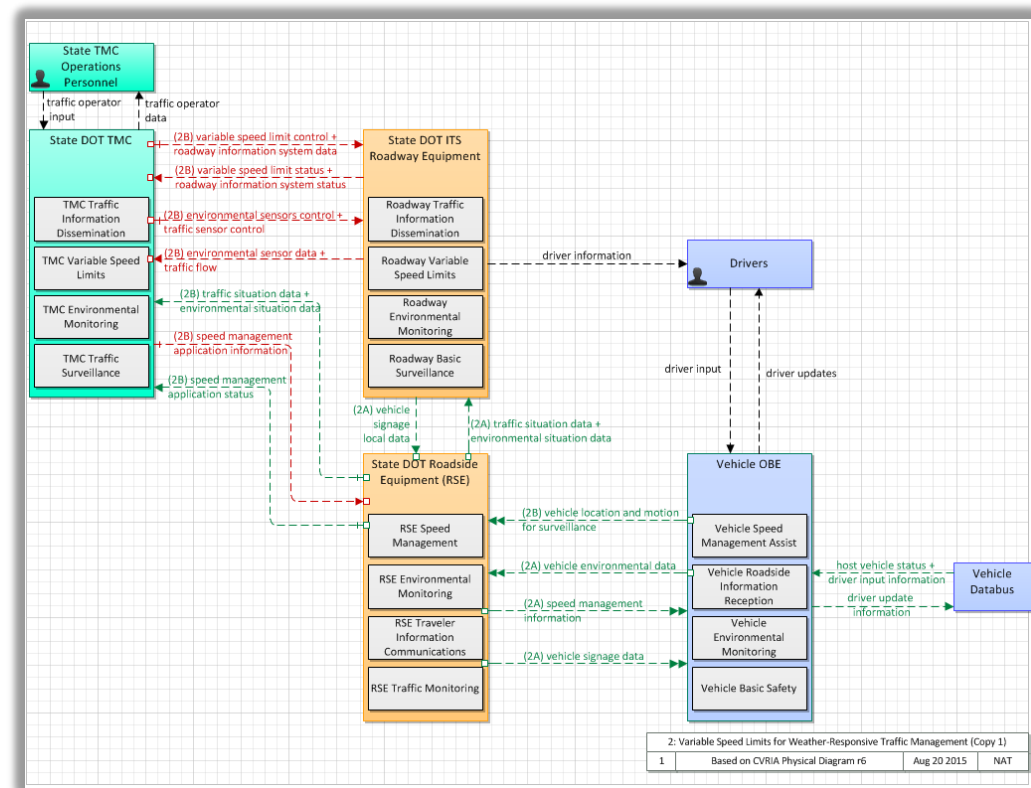 State TMC
Operations
Personnel
traffic operator
input
traffic operator
data
State DOT TMC
(2B) variable speed limit control +
roadway information system data
(2B) variable speed limit status +
roadway information system status
(2B) environmental sensors control +
traffic sensor control
(2B) environmental sensor data +
traffic flow
(2B) traffic situation data +
environmental situation data
(2B) speed management
application information
(2B) speed management
application status
TMC Traffic
Information
Dissemination
TMC Variable Speed
Limits
TMC Environmental
Monitoring
TMC Traffic
Surveillance
State DOT ITS
Roadway Equipment
Roadway Traffic
Information
Dissemination
Roadway Variable
Speed Limits
Roadway
Environmental
Monitoring
Roadway Basic
Surveillance
driver information
Drivers
driver input
driver updates
(2A) vehicle
signage
local data
(2A) traffic situation data +
environmental situation data
State DOT Roadside
Equipment (RSE)
RSE Speed
Management
RSE Environmental
Monitoring
RSE Traveler
Information
Communications
RSE Traffic Monitoring
(2B) vehicle location and motion
for surveillance
(2A) vehicle environmental data
(2A) speed management
information
(2A) vehicle signage data
Vehicle OBE
Vehicle Speed
Management Assist
Vehicle Roadside
Information
Reception
Vehicle
Environmental
Monitoring
Vehicle Basic Safety
host vehicle status +
driver input information
driver update
information
Vehicle
Databus
2: Variable Speed Limits for Weather-Responsive Traffic Management (Copy 1)
1 Based on CVRIA Physical Diagram r6 Aug 20 2015 NAT